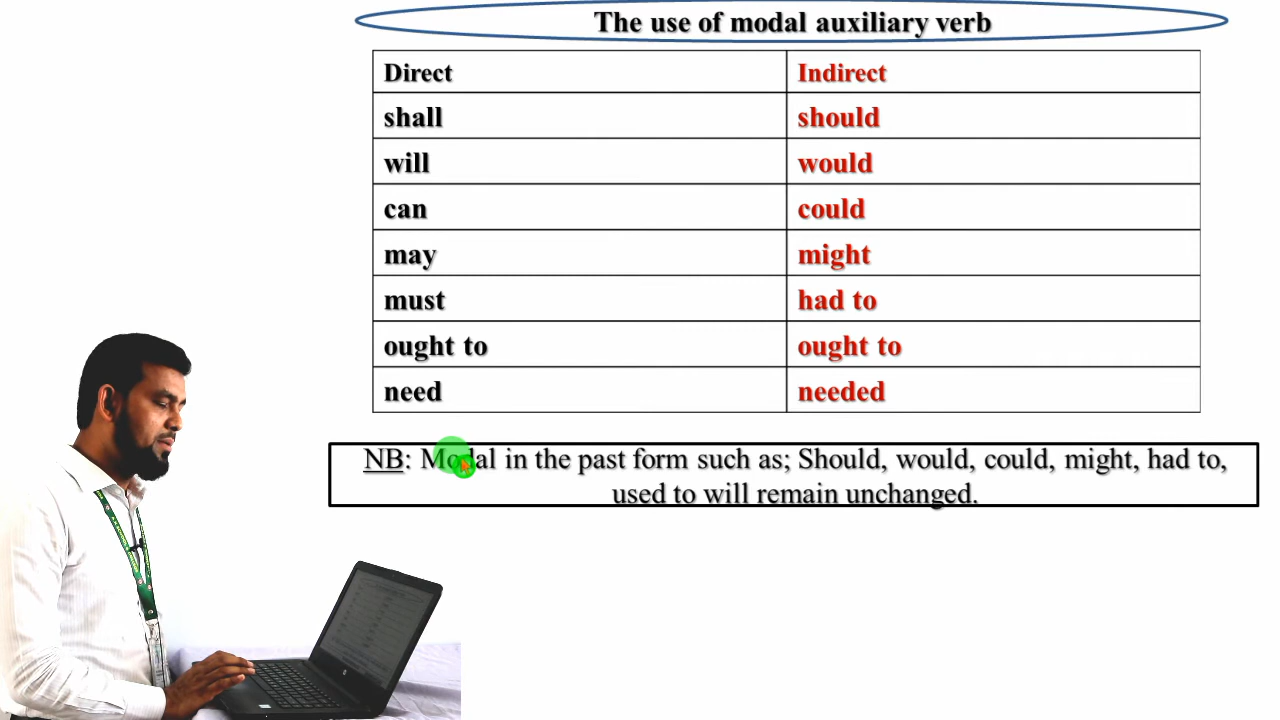 The use of modal auxiliary verb
Direct Indirect
shall should
will would
can could
may might
must had to
ought to ought to
need needed
NB: Modal in the past form such as; Should, would, could, might, had to,
used to will remain unchanged.